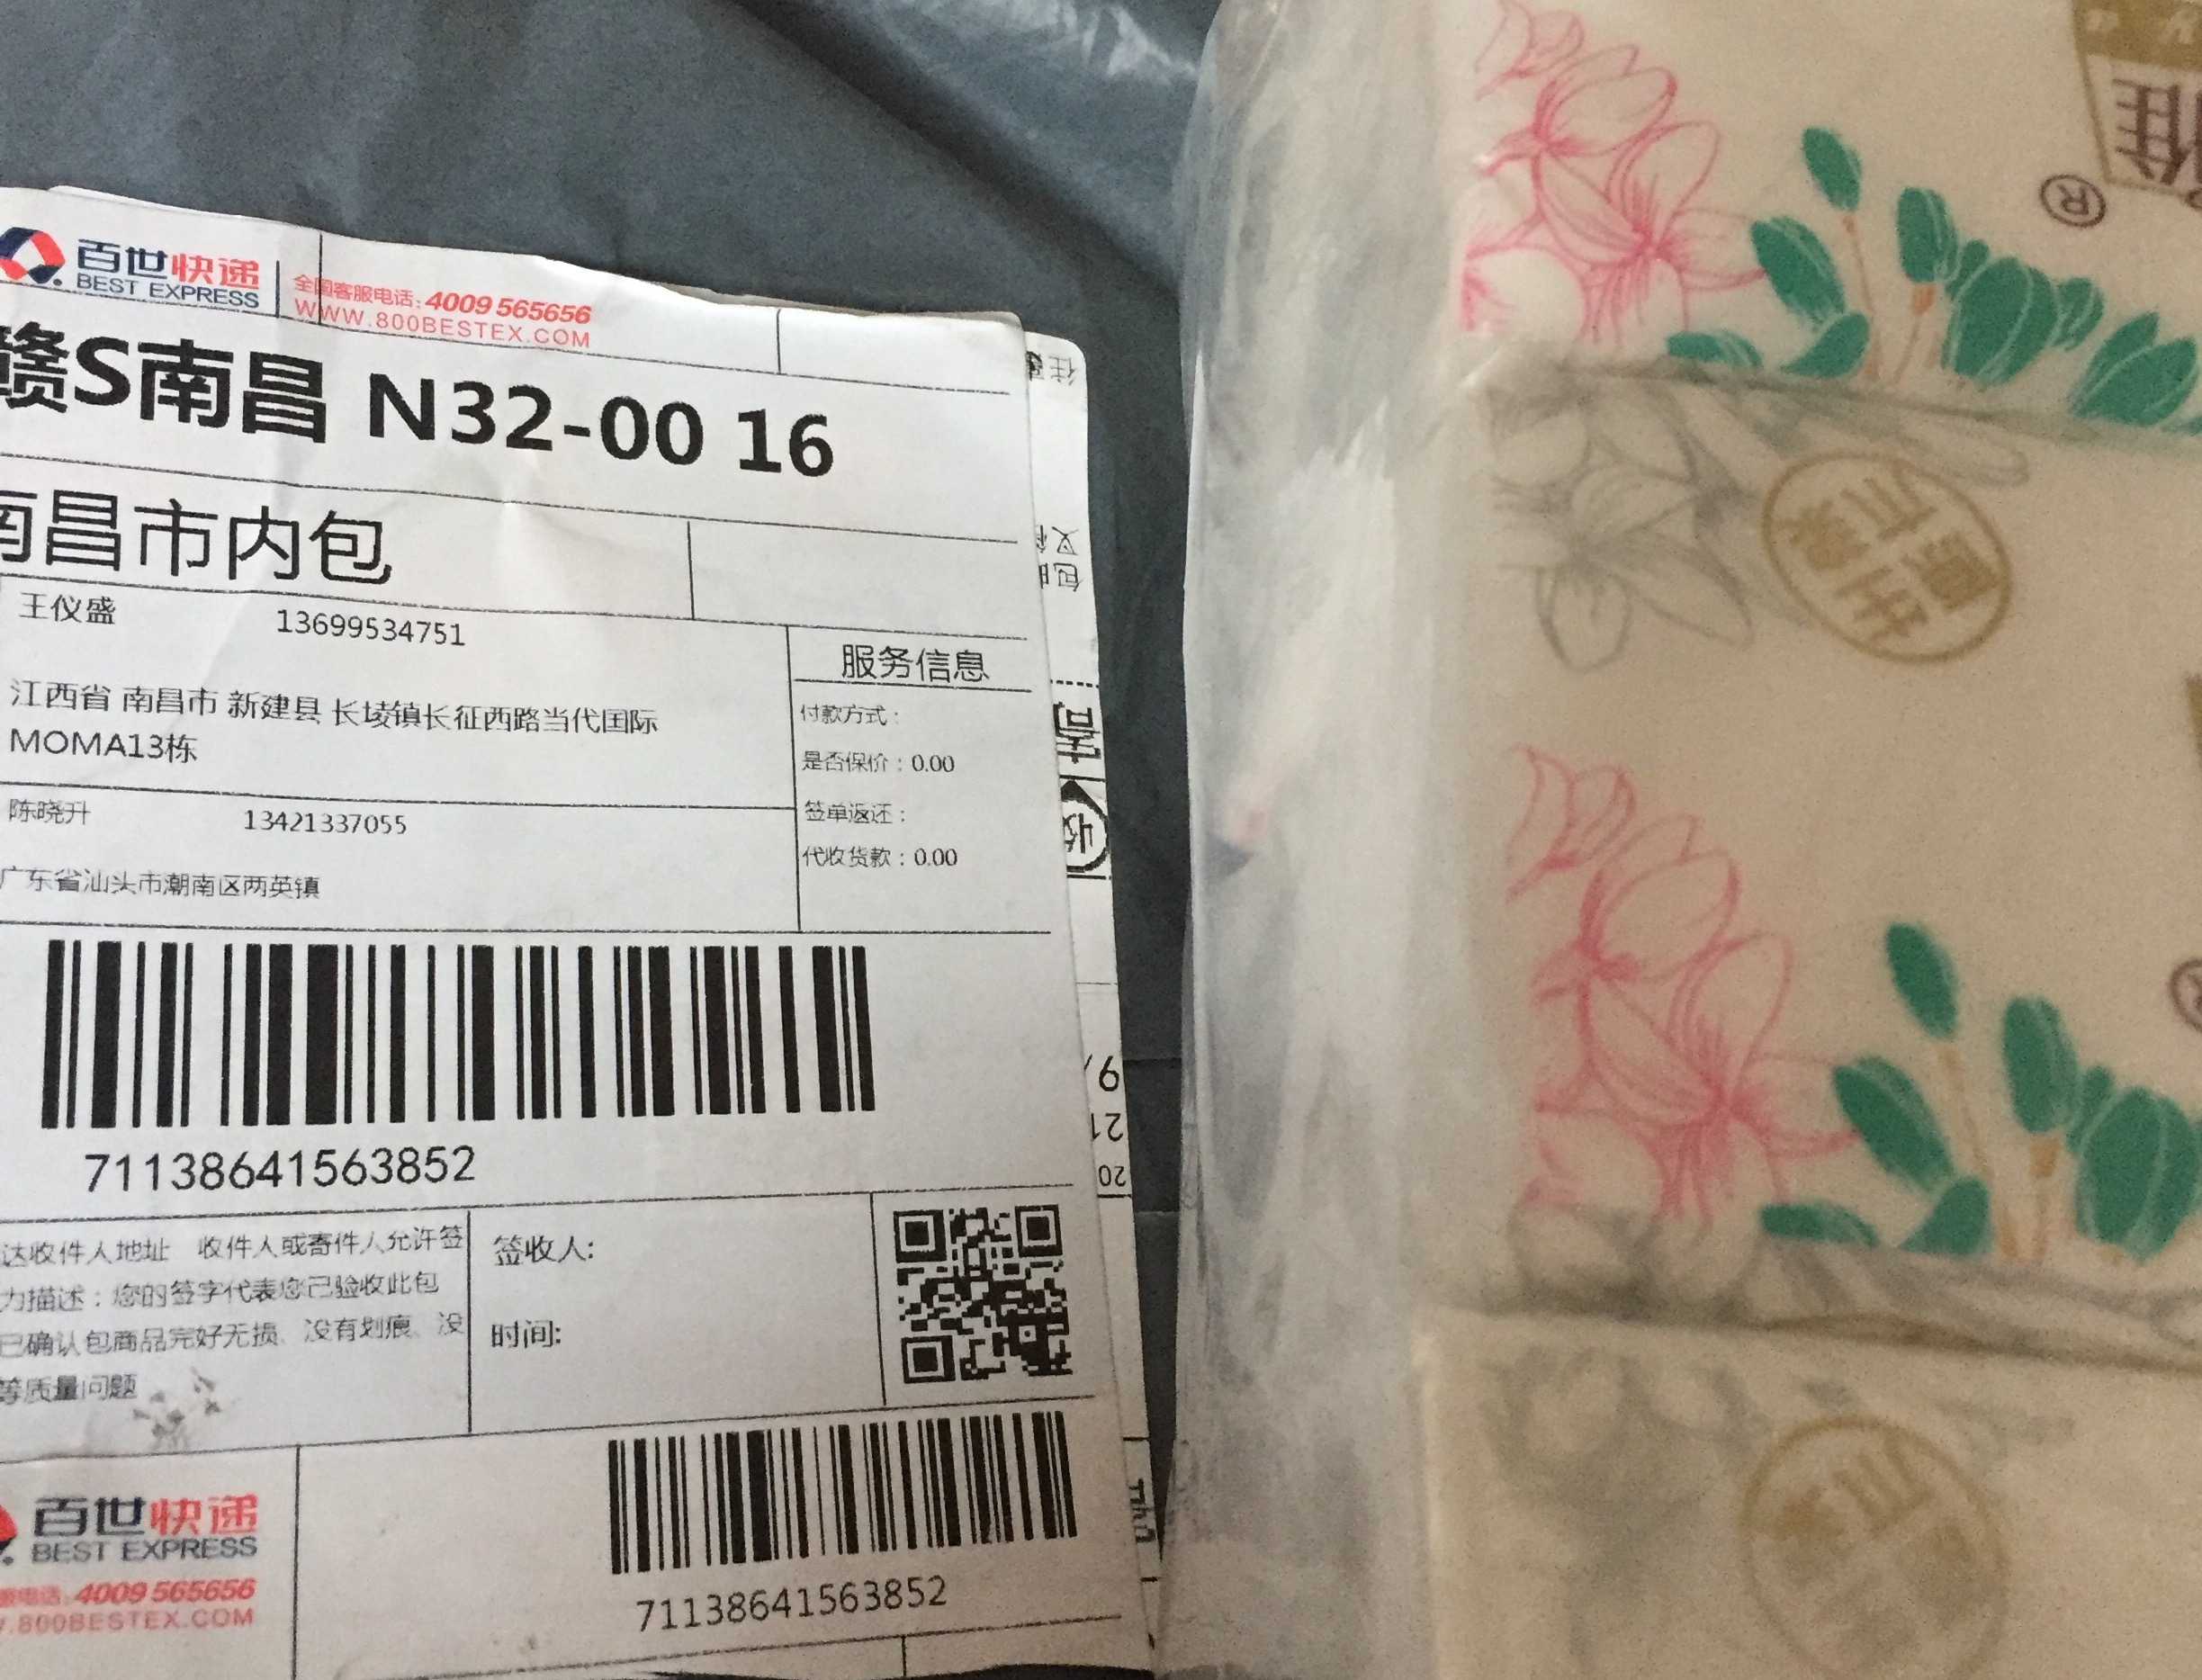 百世快递
BEST EXPRESS
全国客服电话：4009 565656
WWW.800BESTEX.COM
赣S南昌 N32-00 16
南昌市内包
王仪盛 13699534751
江西省 南昌市 新建县 长堎镇长征西路当代国际
MOMA13栋
陈晓升 13421337055
广东省汕头市潮南区两英镇
服务信息
付款方式：
是否保价：0.00
签单返还：
代收货款：0.00
71138641563852
达收件人地址 收件人或寄件人允许签
力描述：您的签字代表您已验收此包
已确认包商品完好无损、没有划痕、没
等质量问题
签收人:
时间:
百世快递
BEST EXPRESS
服电话：4009 565656
.800BESTEX.COM
71138641563852
佳
®
原生木浆